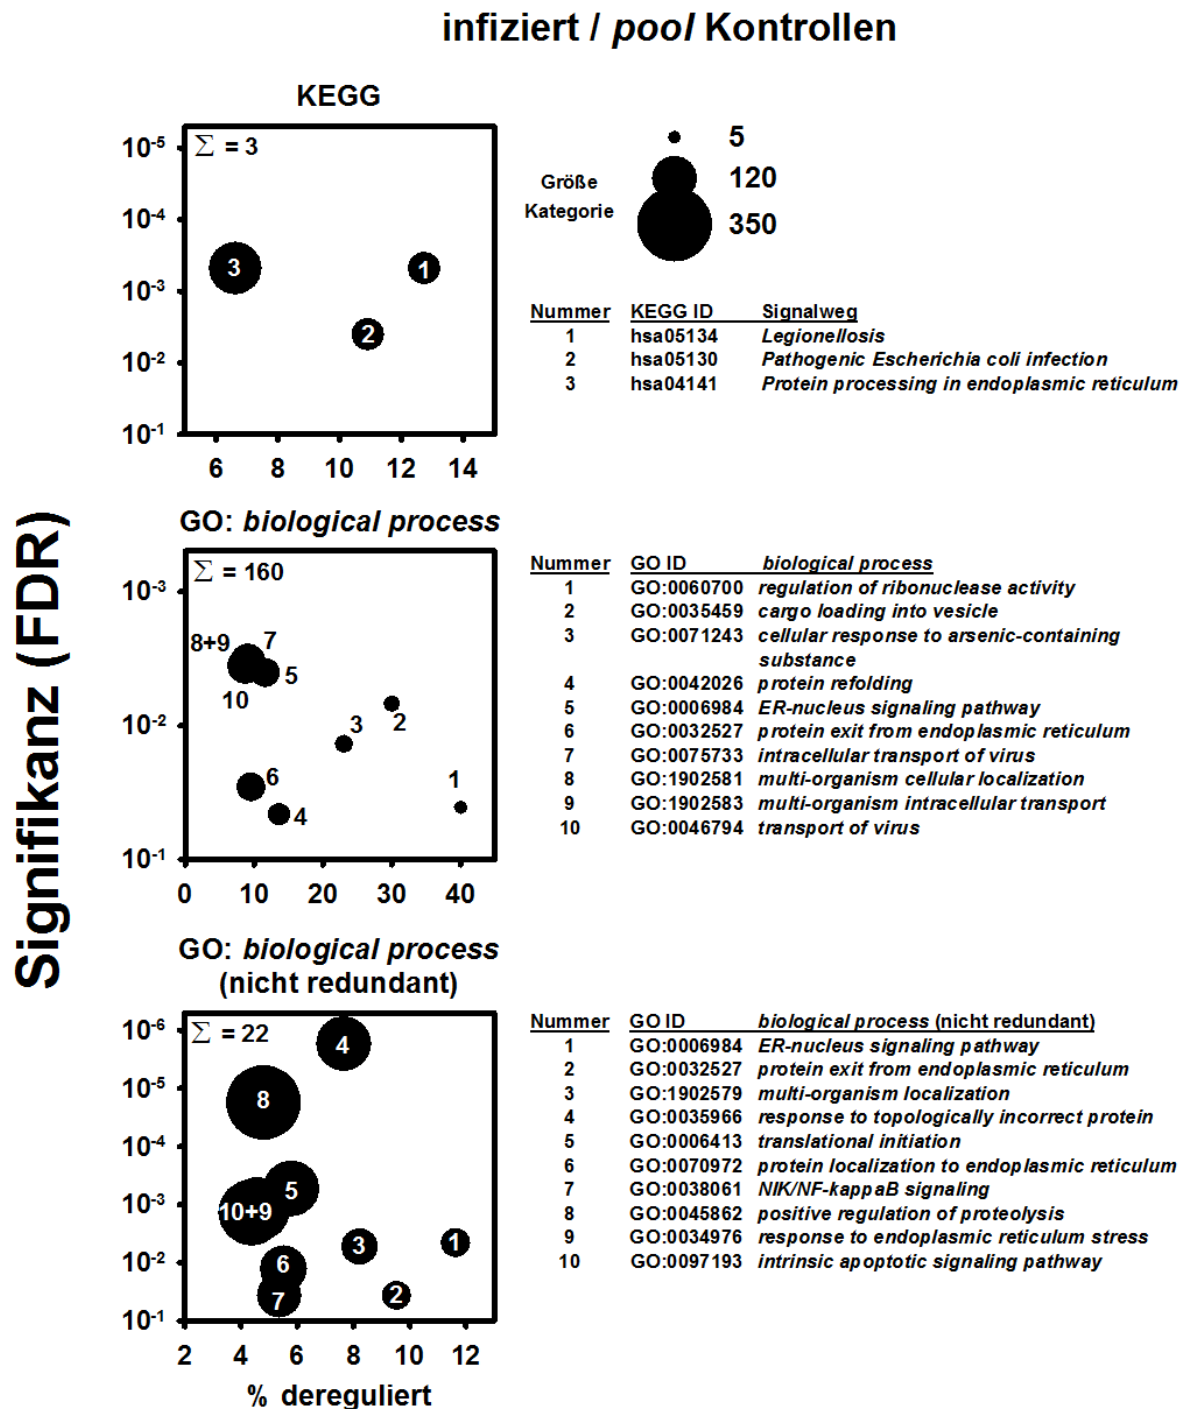 infiziert / pool Kontrollen
KEGG
Σ = 3
10-5
10-4
10-3
10-2
10-1
3
1
2
6 8 10 12 14
Größe
Kategorie
5
120
350
Nummer KEGG ID Signalweg
1 hsa05134 Legionellosis
2 hsa05130 Pathogenic Escherichia coli infection
3 hsa04141 Protein processing in endoplasmic reticulum
Signifikanz (FDR)
GO: biological process
Σ = 160
10-3
10-2
10-1
8+9
7
5
10
3
2
6
4
1
0 10 20 30 40
Nummer GO ID biological process
1 GO:0060700 regulation of ribonuclease activity
2 GO:0035459 cargo loading into vesicle
3 GO:0071243 cellular response to arsenic-containing
substance
4 GO:0042026 protein refolding
5 GO:0006984 ER-nucleus signaling pathway
6 GO:0032527 protein exit from endoplasmic reticulum
7 GO:0075733 intracellular transport of virus
8 GO:1902581 multi-organism cellular localization
9 GO:1902583 multi-organism intracellular transport
10 GO:0046794 transport of virus
GO: biological process
(nicht redundant)
Σ = 22
10-6
10-5
10-4
10-3
10-2
10-1
4
8
5
10+9
3
1
6
7
2
2 4 6 8 10 12
% dereguliert
Nummer GO ID biological process (nicht redundant)
1 GO:0006984 ER-nucleus signaling pathway
2 GO:0032527 protein exit from endoplasmic reticulum
3 GO:1902579 multi-organism localization
4 GO:0035966 response to topologically incorrect protein
5 GO:0006413 translational initiation
6 GO:0070972 protein localization to endoplasmic reticulum
7 GO:0038061 NIK/NF-kappaB signaling
8 GO:0045862 positive regulation of proteolysis
9 GO:0034976 response to endoplasmic reticulum stress
10 GO:0097193 intrinsic apoptotic signaling pathway